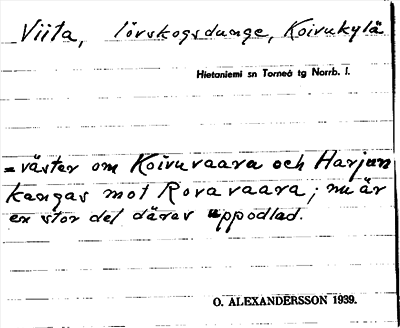 Viita, lövskogsdunge, Koivukylä
Hietaniemi sn Torneå tg Norrb. l.
= väster om Koivuvaara och Harjun
kangas mot Rovavaara; nu är
en stor del därav uppodlad.
O. ALEXANDERSSON 1939.